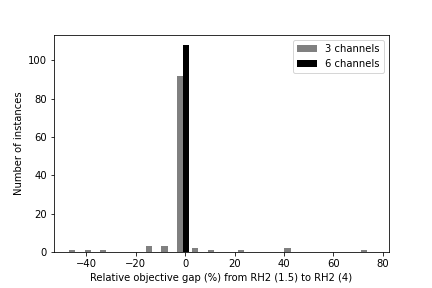 3 channels
6 channels
100
80
60
40
20
0
Number of instances
−40 −20 0 20 40 60 80
Relative objective gap (%) from RH2 (1.5) to RH2 (4)